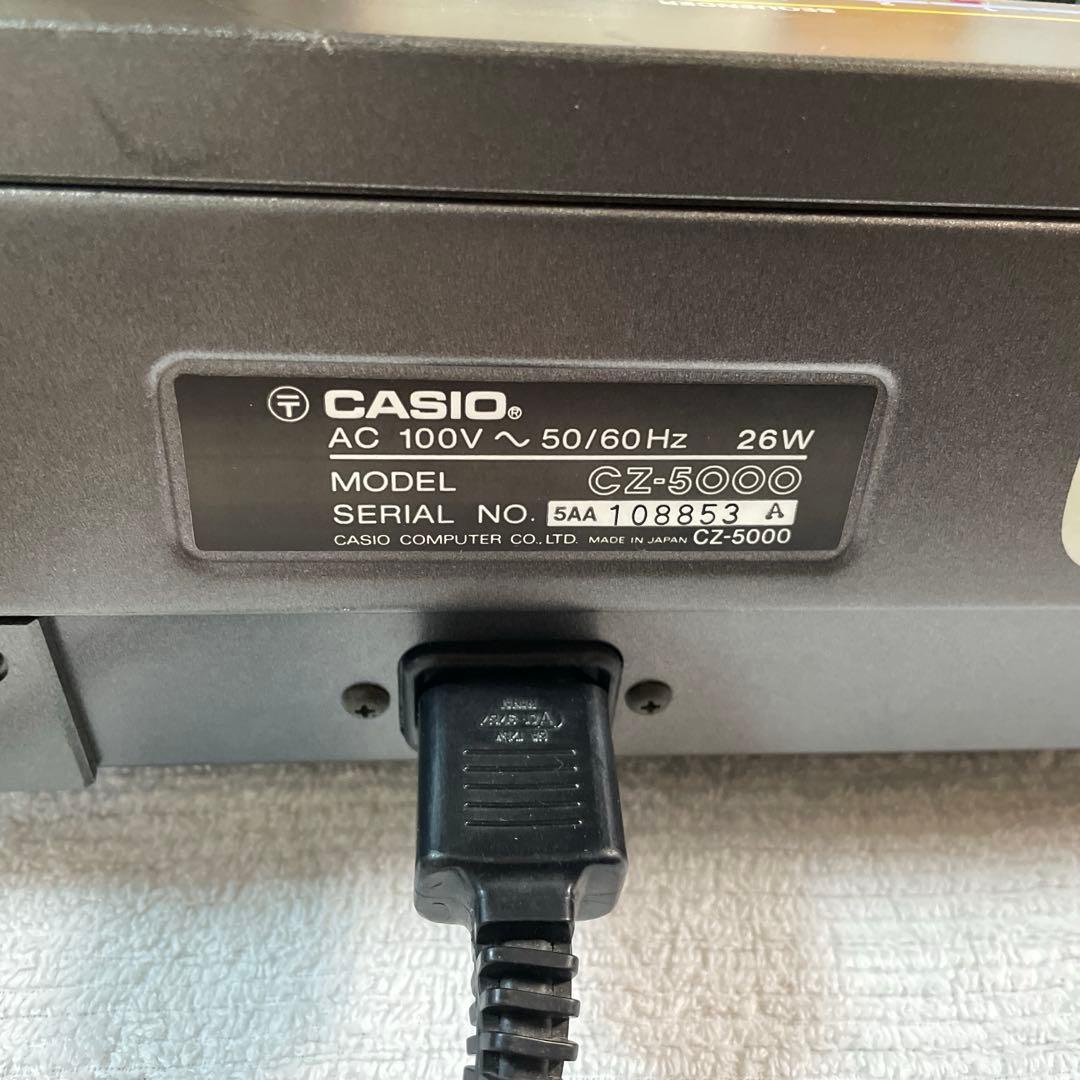 SEQUENCER
〒 CASIO®
AC 100V ~ 50/60Hz 26W
MODEL CZ-5000
SERIAL NO. 5AA 108853 A
CASIO COMPUTER CO., LTD. MADE IN JAPAN CZ-5000